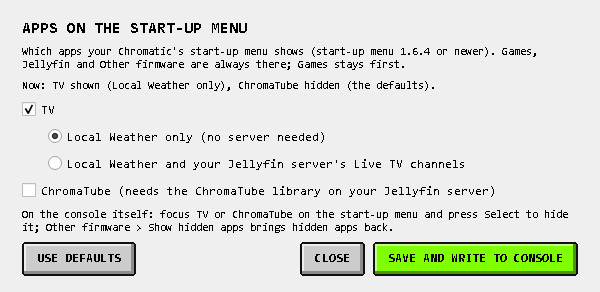 APPS ON THE START-UP MENU
Which apps your Chromatic's start-up menu shows (start-up menu 1.6.4 or newer). Games,
Jellyfin and Other firmware are always there; Games stays first.
Now: TV shown (Local Weather only), ChromaTube hidden (the defaults).
TV
Local Weather only (no server needed)
Local Weather and your Jellyfin server's Live TV channels
ChromaTube (needs the ChromaTube library on your Jellyfin server)
On the console itself: focus TV or ChromaTube on the start-up menu and press Select to hide
it; Other firmware > Show hidden apps brings hidden apps back.
USE DEFAULTS
CLOSE
SAVE AND WRITE TO CONSOLE